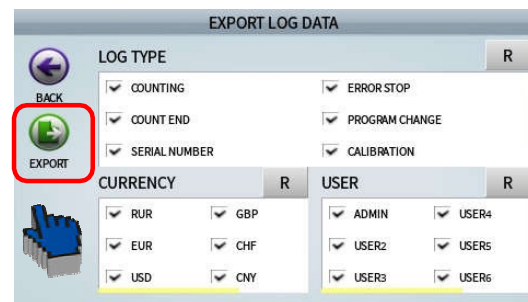 EXPORT LOG DATA
BACK
EXPORT
LOG TYPE R
COUNTING ERROR STOP
COUNT END PROGRAM CHANGE
SERIAL NUMBER CALIBRATION
CURRENCY R
RUR GBP
EUR CHF
USD CNY
USER R
ADMIN USER4
USER2 USER5
USER3 USER6